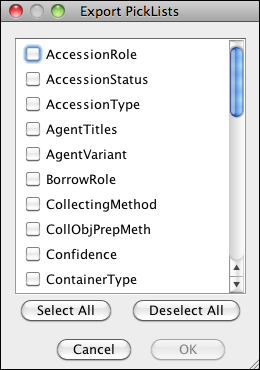 Export PickLists
AccessionRole
AccessionStatus
AccessionType
AgentTitles
AgentVariant
BorrowRole
CollectingMethod
CollObjPrepMeth
Confidence
ContainerType
Select All Deselect All
Cancel OK